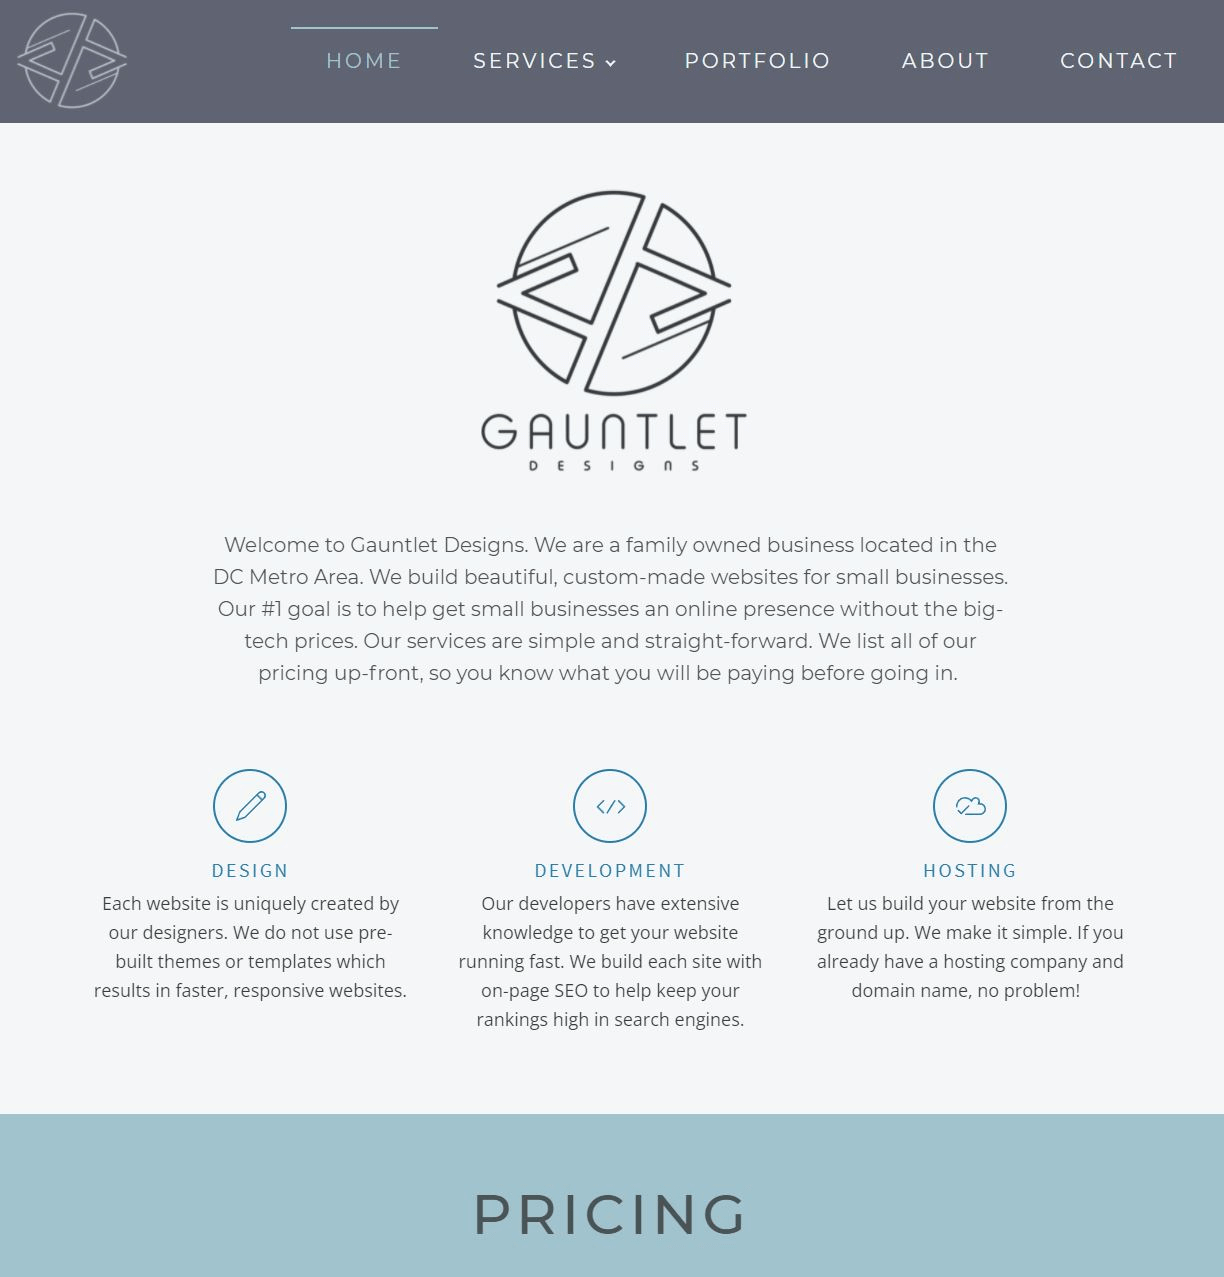 HOME SERVICES PORTFOLIO ABOUT CONTACT
GAUNTLET
DESIGNS
Welcome to Gauntlet Designs. We are a family owned business located in the
DC Metro Area. We build beautiful, custom-made websites for small businesses.
Our #1 goal is to help get small businesses an online presence without the big-
tech prices. Our services are simple and straight-forward. We list all of our
pricing up-front, so you know what you will be paying before going in.
DESIGN
Each website is uniquely created by
our designers. We do not use pre-
built themes or templates which
results in faster, responsive websites.
DEVELOPMENT
Our developers have extensive
knowledge to get your website
running fast. We build each site with
on-page SEO to help keep your
rankings high in search engines.
HOSTING
Let us build your website from the
ground up. We make it simple. If you
already have a hosting company and
domain name, no problem!
PRICING